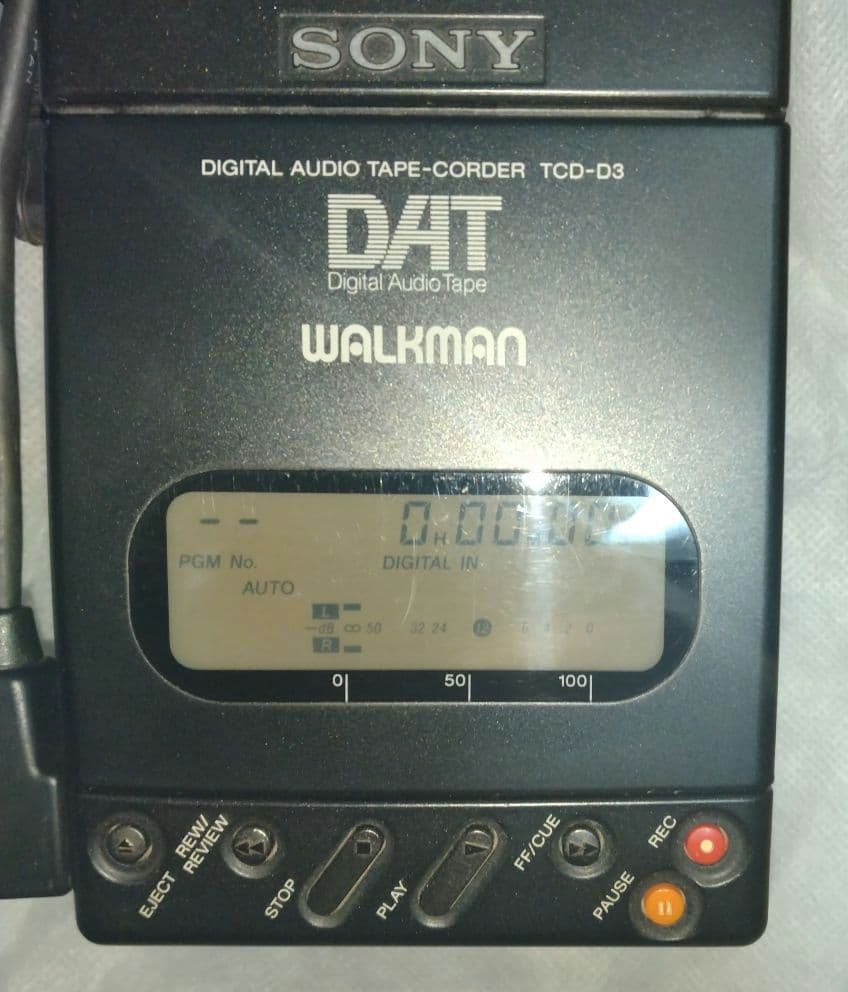 SONY
DIGITAL AUDIO TAPE-CORDER TCD-D3
DAT
Digital Audio Tape
WALKMAN
-- 0H00:00
PGM No. DIGITAL IN
AUTO
L
-dB ∞ 50 32 24 12 6 4 2 0
R
0 50 100
EJECT
REW/
REVIEW
STOP
PLAY
FF/CUE
PAUSE
REC